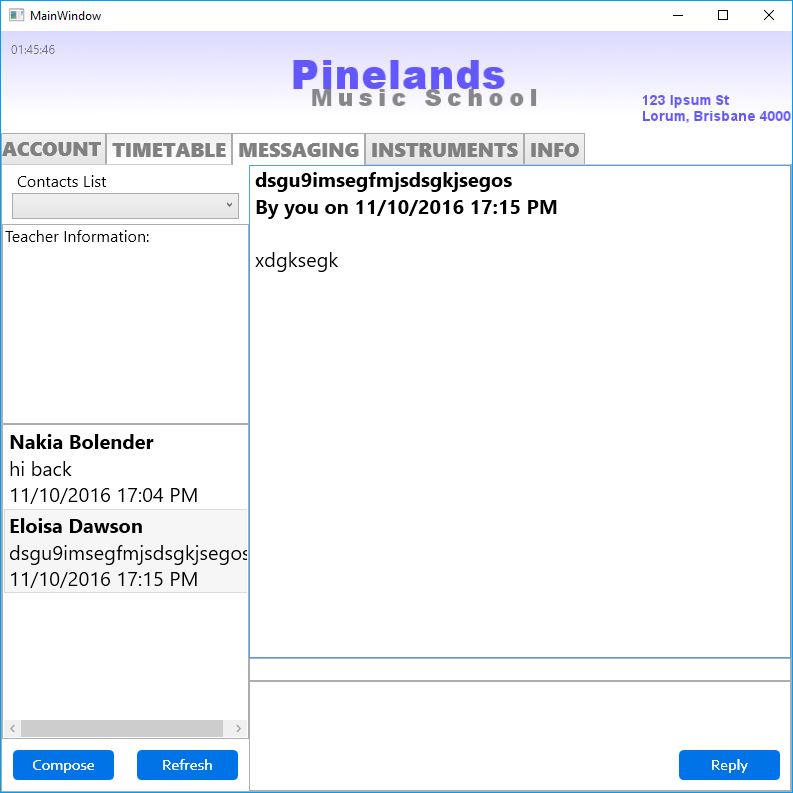 MainWindow
01:45:46
Pinelands
Music School
123 Ipsum St
Lorum, Brisbane 4000
ACCOUNT TIMETABLE MESSAGING INSTRUMENTS INFO
Contacts List
Teacher Information:
Nakia Bolender
hi back
11/10/2016 17:04 PM
Eloisa Dawson
dsgu9imsegfmjsdsgkjsegos
11/10/2016 17:15 PM
Compose
Refresh
dsgu9imsegfmjsdsgkjsegos
By you on 11/10/2016 17:15 PM
xdgksegk
Reply